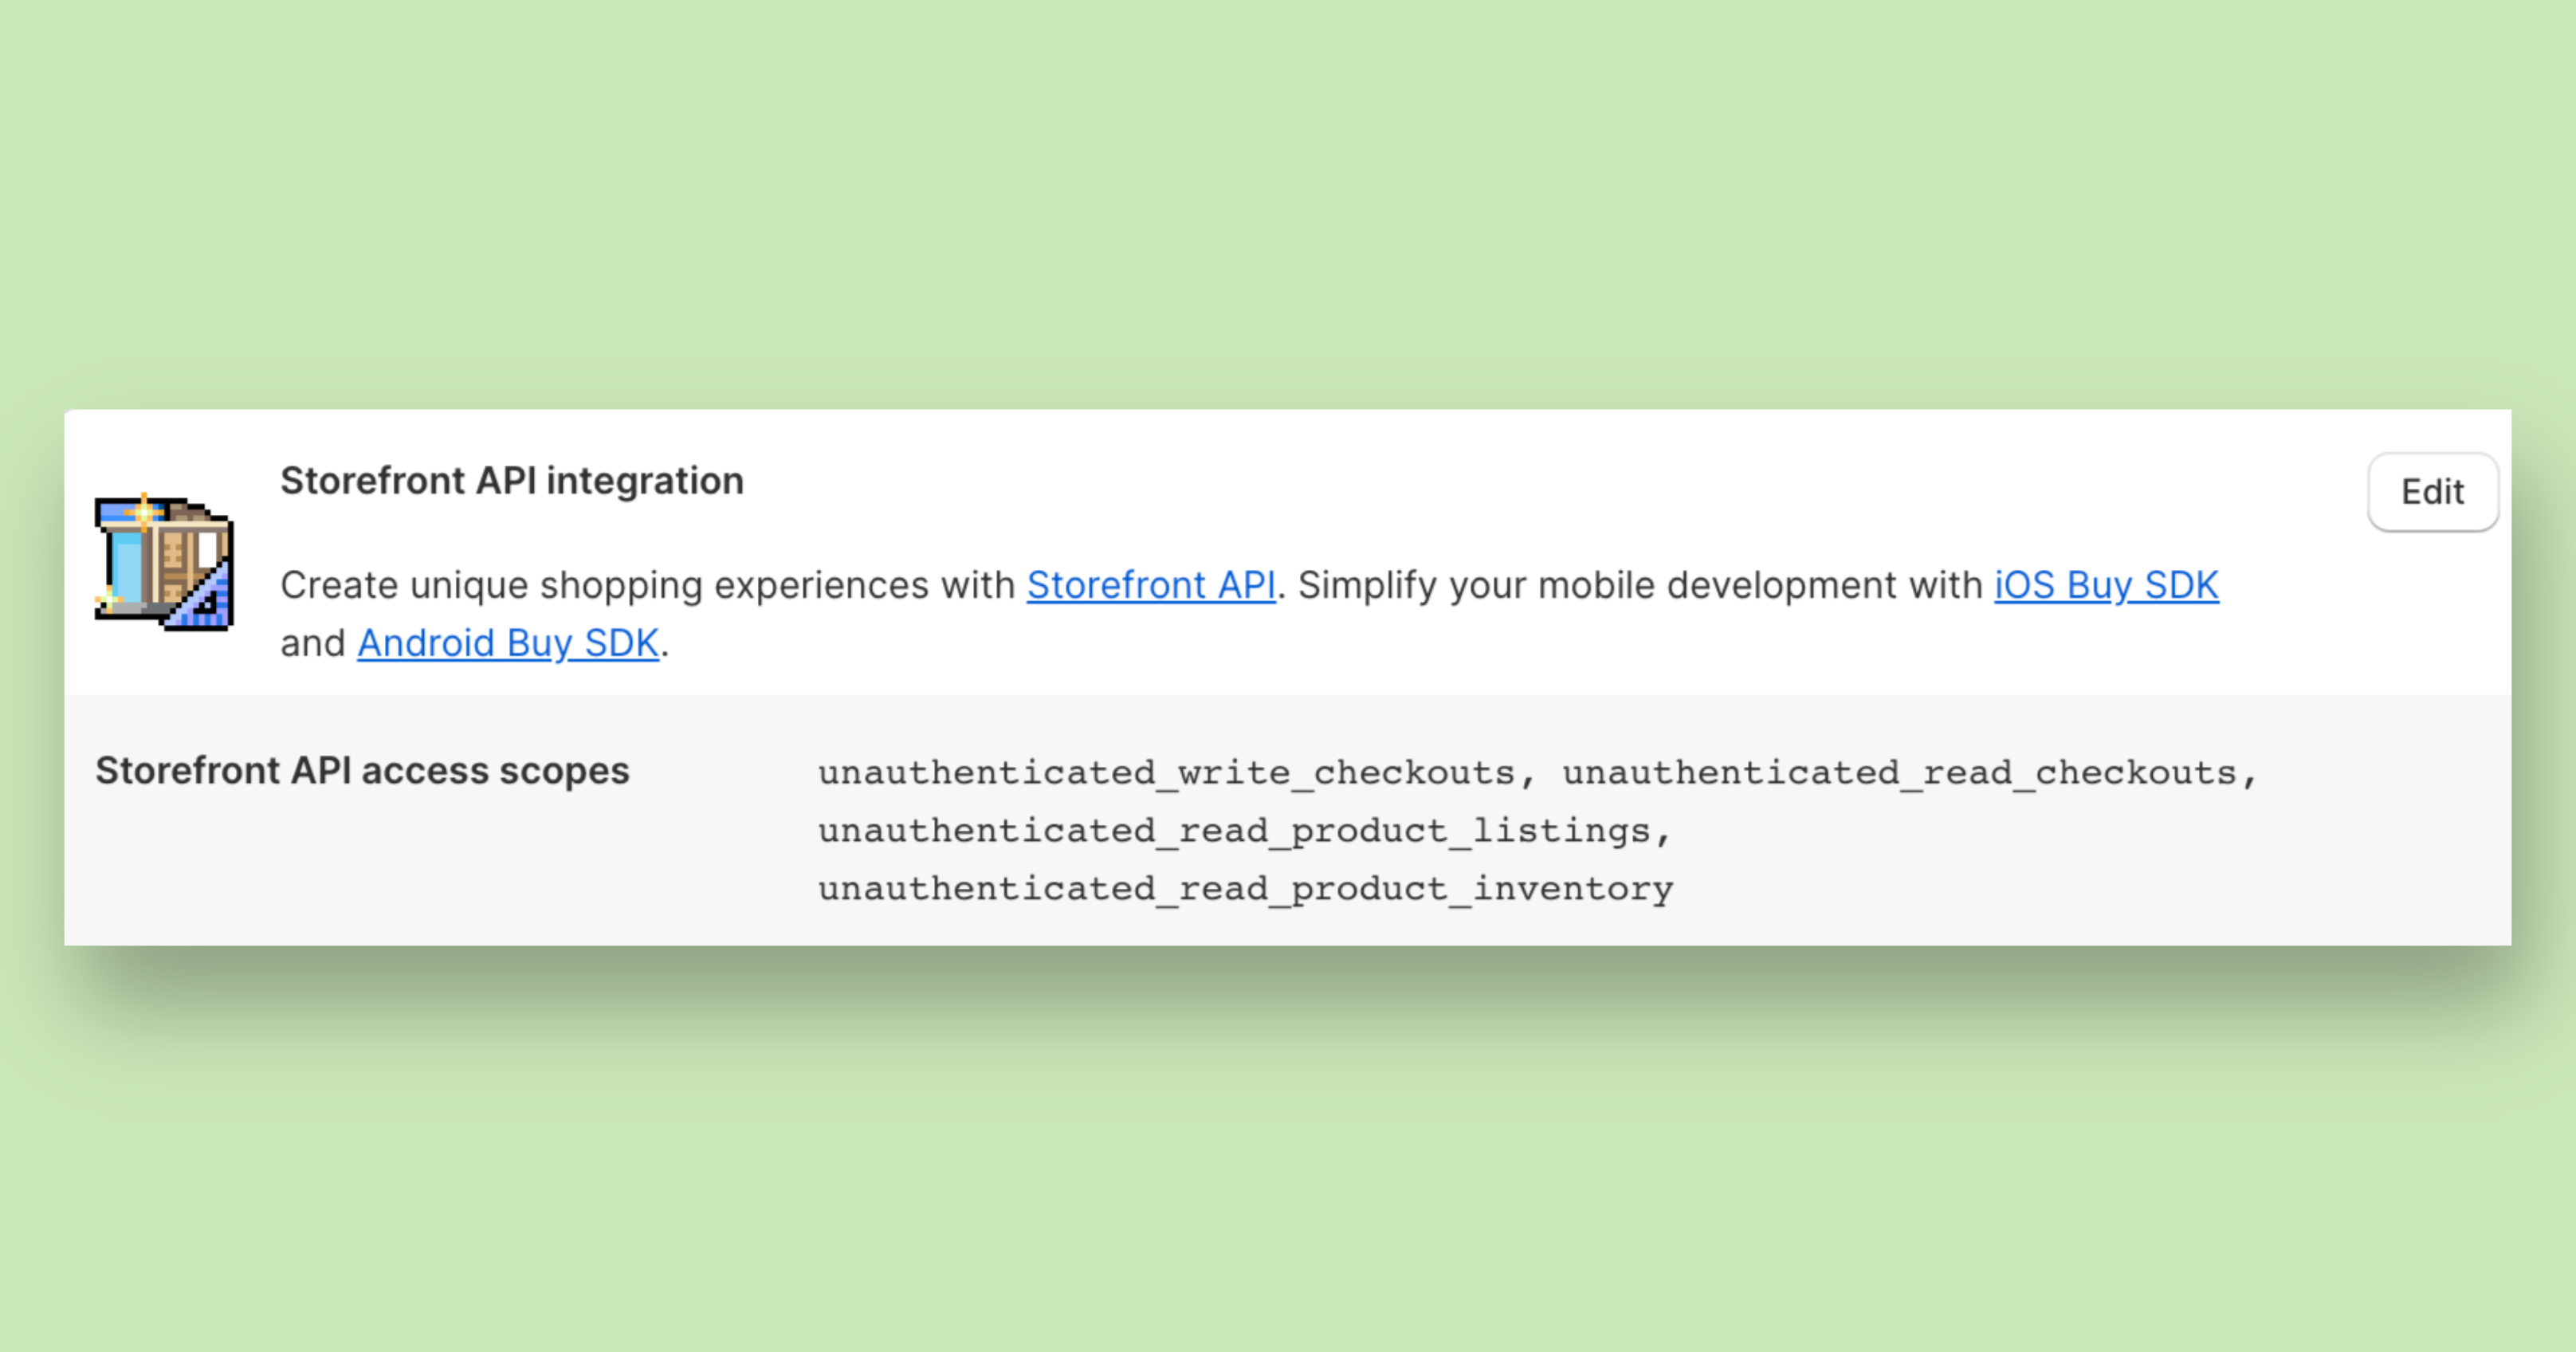 Storefront API integration
Edit
Create unique shopping experiences with Storefront API. Simplify your mobile development with iOS Buy SDK
and Android Buy SDK.
Storefront API access scopes
unauthenticated_write_checkouts, unauthenticated_read_checkouts,
unauthenticated_read_product_listings,
unauthenticated_read_product_inventory